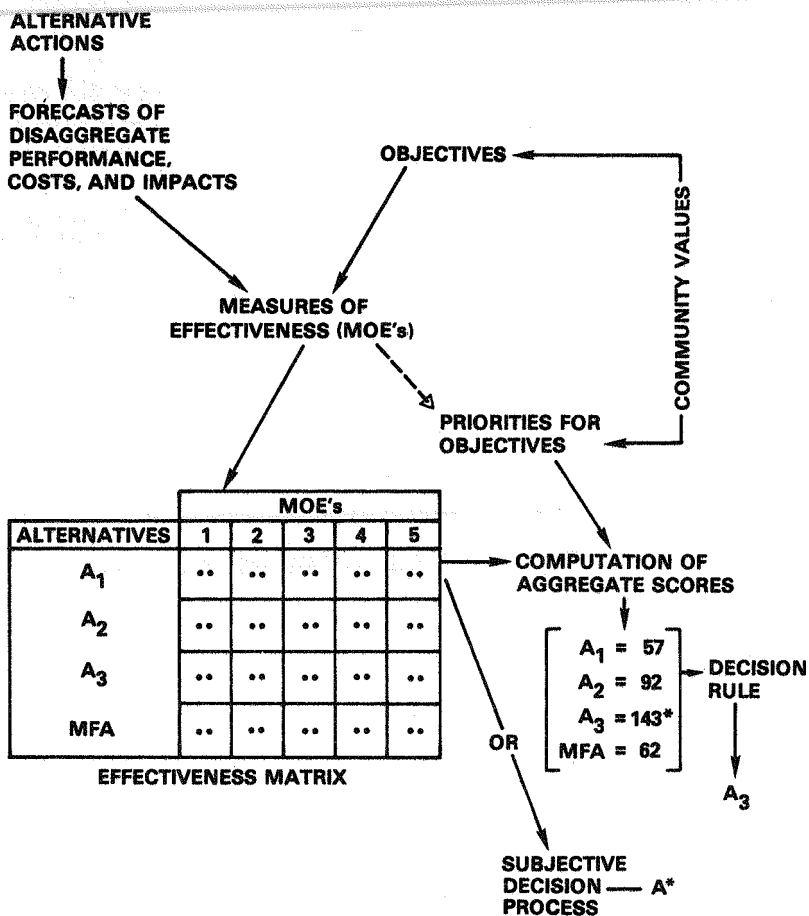 ALTERNATIVE
ACTIONS
FORECASTS OF
DISAGGREGATE
PERFORMANCE,
COSTS, AND IMPACTS
OBJECTIVES
COMMUNITY VALUES
MEASURES OF
EFFECTIVENESS (MOE's)
PRIORITIES FOR
OBJECTIVES
MOE's
ALTERNATIVES 1 2 3 4 5
A1 •• •• •• •• ••
A2 •• •• •• •• ••
A3 •• •• •• •• ••
MFA •• •• •• •• ••
EFFECTIVENESS MATRIX
COMPUTATION OF
AGGREGATE SCORES
A1 = 57
A2 = 92
A3 = 143*
MFA = 62
DECISION
RULE
A3
OR
SUBJECTIVE
DECISION — A*
PROCESS